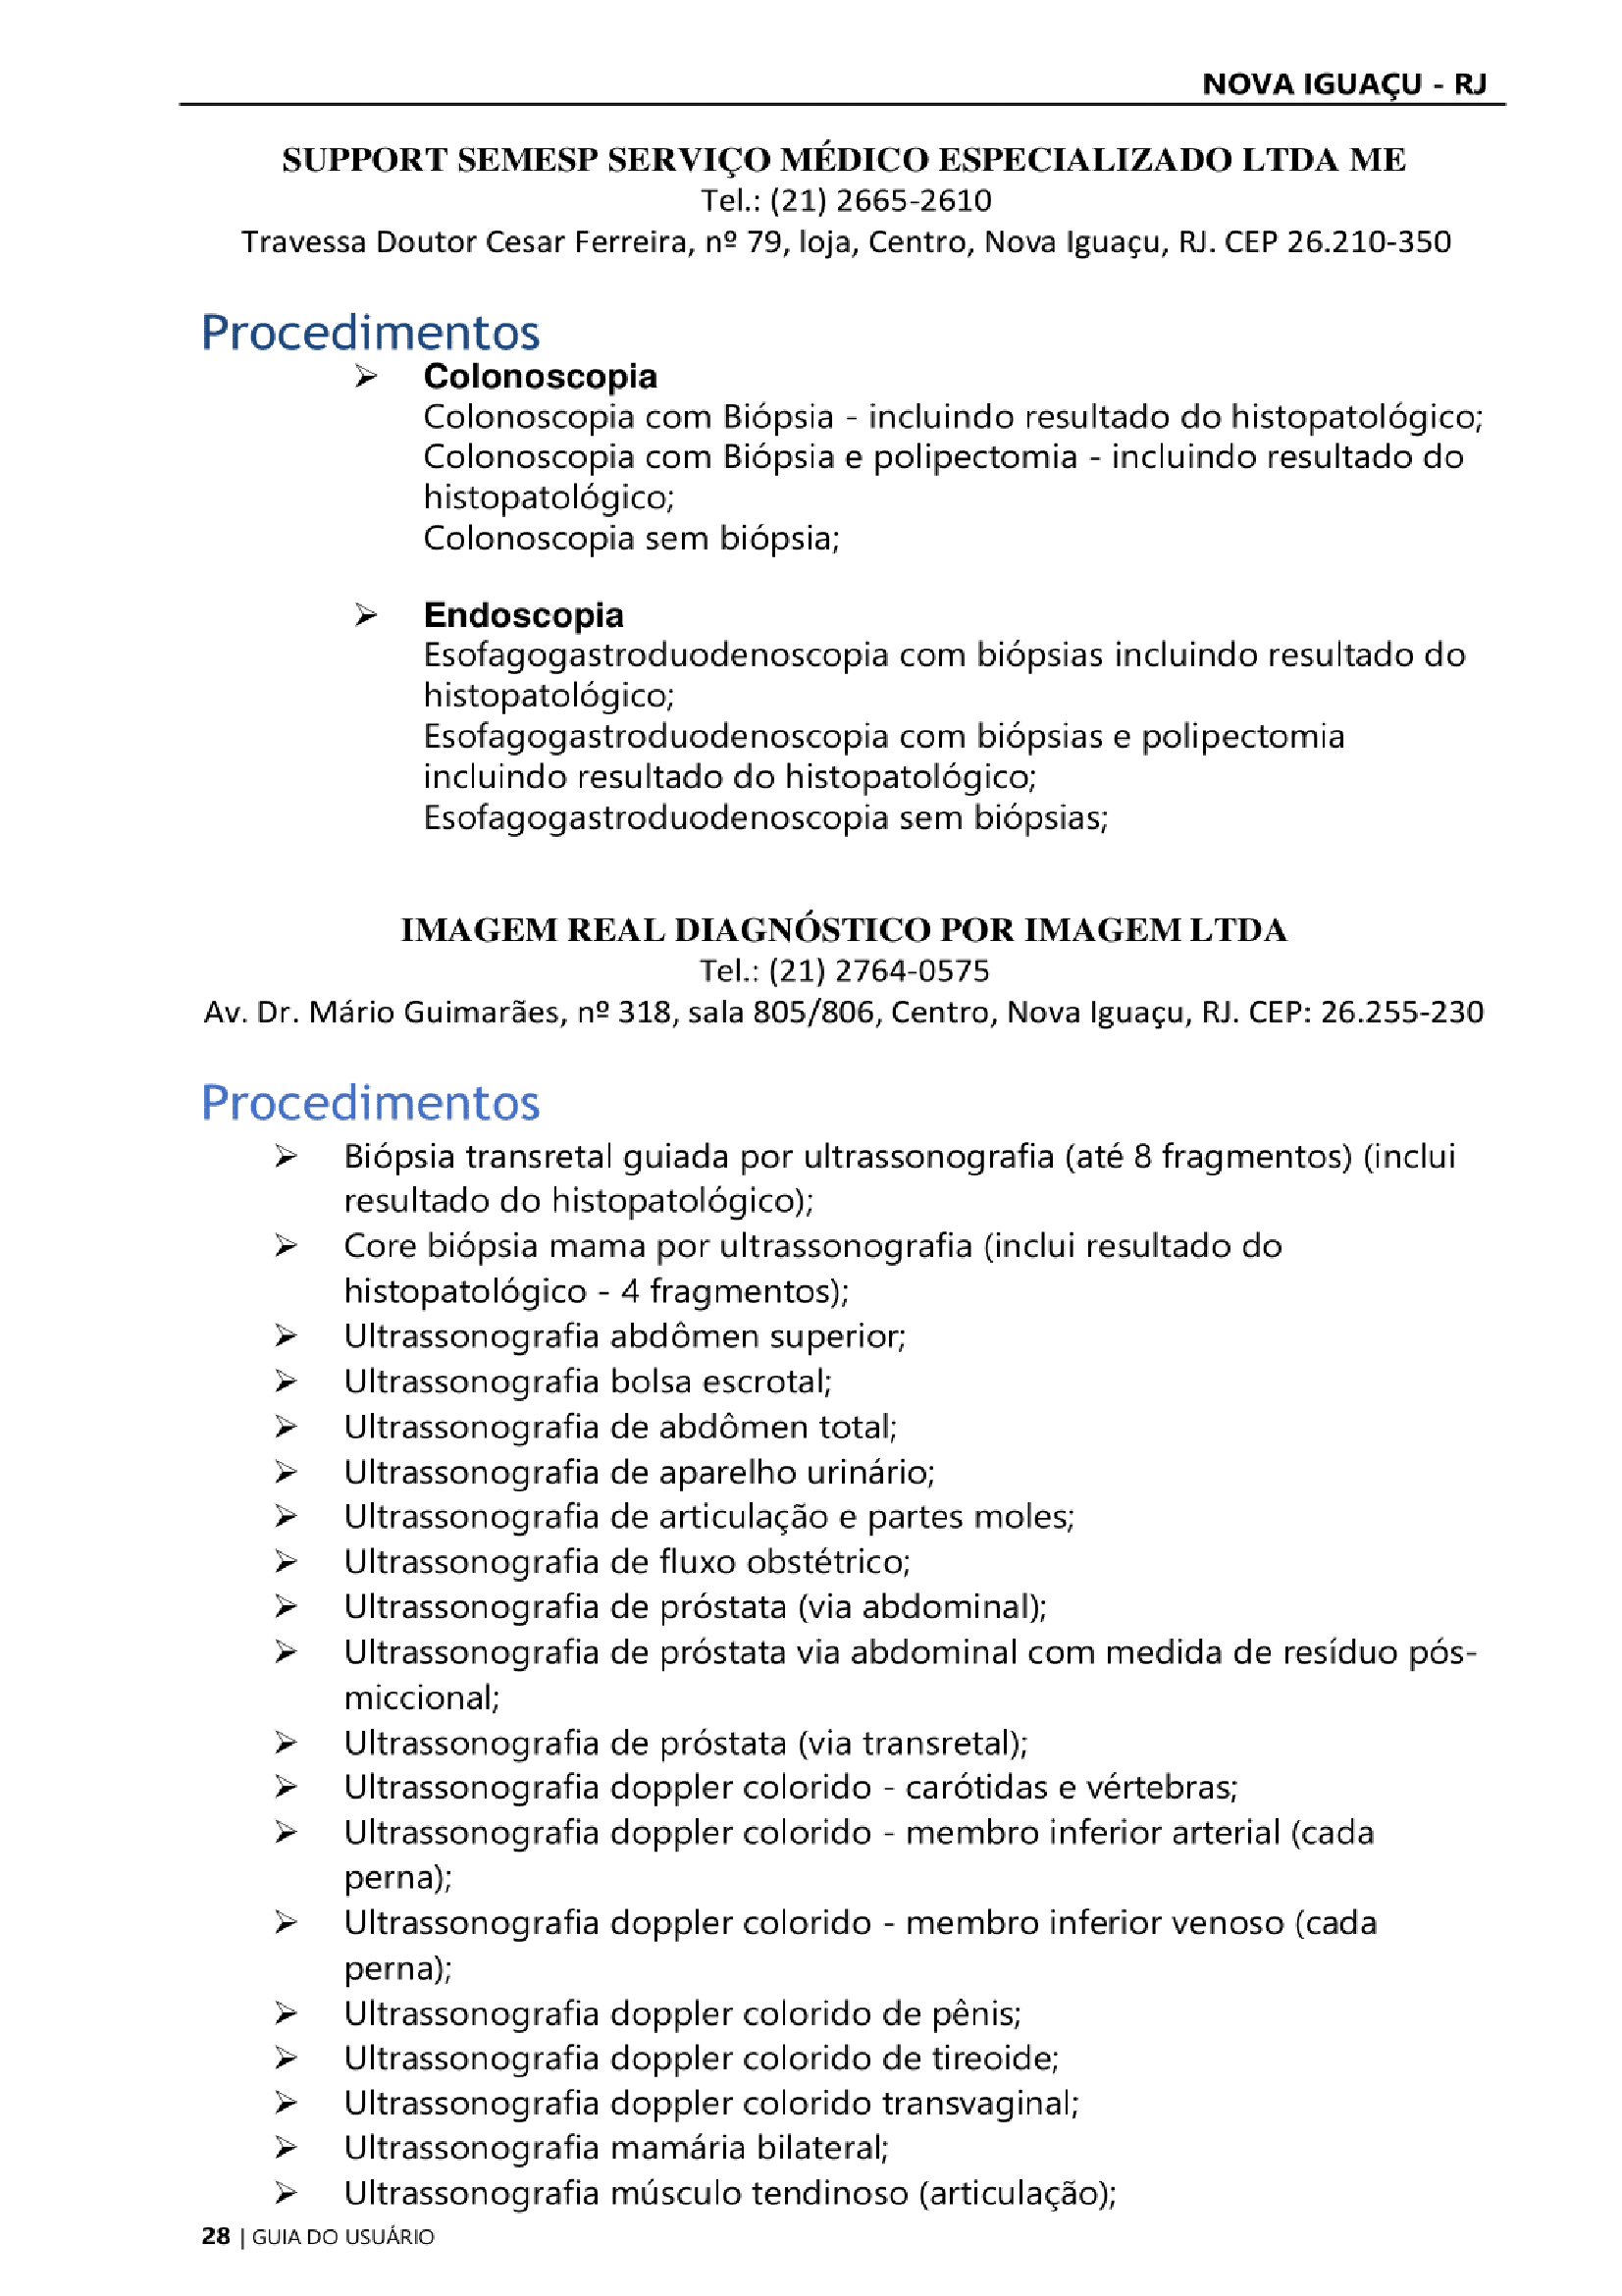 NOVA IGUAÇU - RJ
SUPPORT SEMESP SERVIÇO MÉDICO ESPECIALIZADO LTDA ME
Tel.: (21) 2665-2610
Travessa Doutor Cesar Ferreira, nº 79, loja, Centro, Nova Iguaçu, RJ. CEP 26.210-350
Procedimentos
➢ Colonoscopia
Colonoscopia com Biópsia - incluindo resultado do histopatológico;
Colonoscopia com Biópsia e polipectomia - incluindo resultado do
histopatológico;
Colonoscopia sem biópsia;
➢ Endoscopia
Esofagogastroduodenoscopia com biópsias incluindo resultado do
histopatológico;
Esofagogastroduodenoscopia com biópsias e polipectomia
incluindo resultado do histopatológico;
Esofagogastroduodenoscopia sem biópsias;
IMAGEM REAL DIAGNÓSTICO POR IMAGEM LTDA
Tel.: (21) 2764-0575
Av. Dr. Mário Guimarães, nº 318, sala 805/806, Centro, Nova Iguaçu, RJ. CEP: 26.255-230
Procedimentos
➢ Biópsia transretal guiada por ultrassonografia (até 8 fragmentos) (inclui
resultado do histopatológico);
➢ Core biópsia mama por ultrassonografia (inclui resultado do
histopatológico - 4 fragmentos);
➢ Ultrassonografia abdômen superior;
➢ Ultrassonografia bolsa escrotal;
➢ Ultrassonografia de abdômen total;
➢ Ultrassonografia de aparelho urinário;
➢ Ultrassonografia de articulação e partes moles;
➢ Ultrassonografia de fluxo obstétrico;
➢ Ultrassonografia de próstata (via abdominal);
➢ Ultrassonografia de próstata via abdominal com medida de resíduo pós-
miccional;
➢ Ultrassonografia de próstata (via transretal);
➢ Ultrassonografia doppler colorido - carótidas e vértebras;
➢ Ultrassonografia doppler colorido - membro inferior arterial (cada
perna);
➢ Ultrassonografia doppler colorido - membro inferior venoso (cada
perna);
➢ Ultrassonografia doppler colorido de pênis;
➢ Ultrassonografia doppler colorido de tireoide;
➢ Ultrassonografia doppler colorido transvaginal;
➢ Ultrassonografia mamária bilateral;
➢ Ultrassonografia músculo tendinoso (articulação);
28 | GUIA DO USUÁRIO